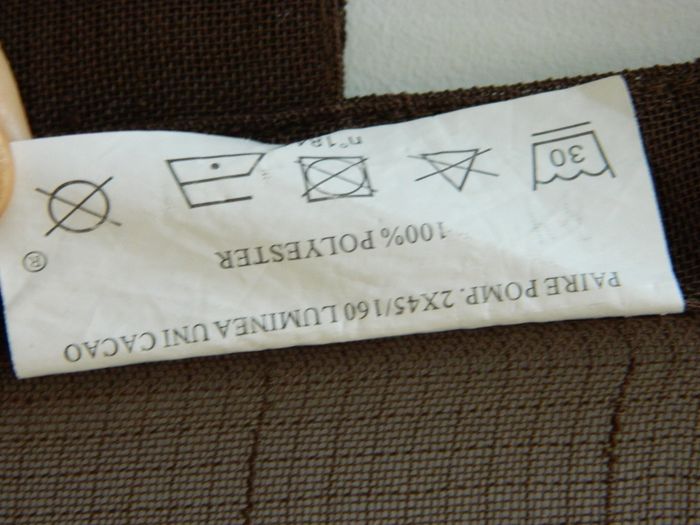 PAIRE POMP. 2X45/160 LUMINEA UNI CACAO
100% POLYESTER
®
30